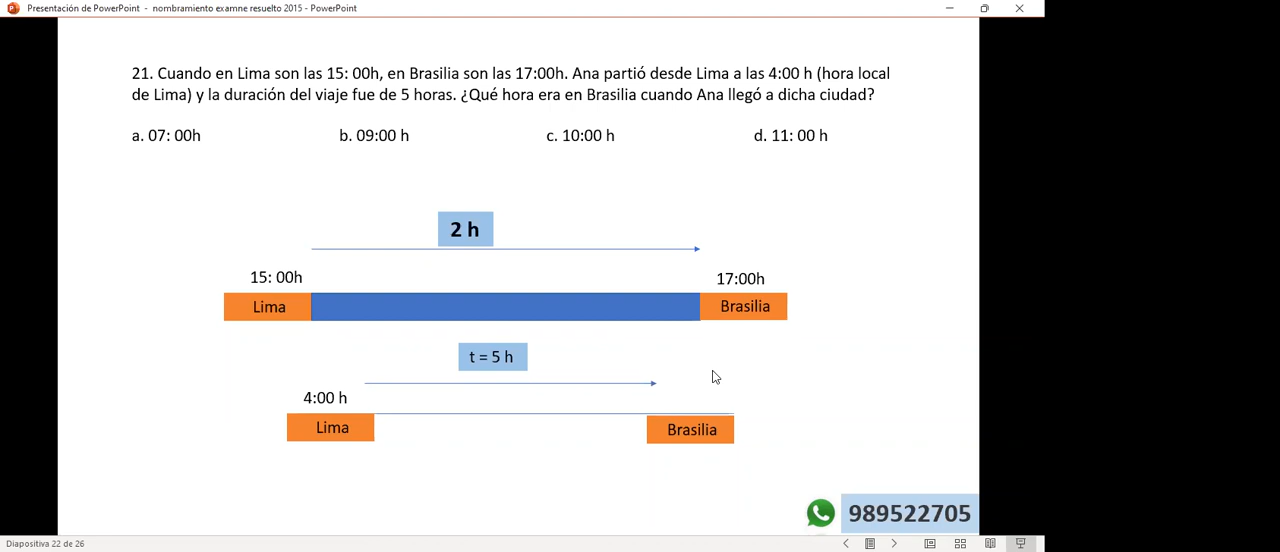 Presentación de PowerPoint - nombramiento examne resuelto 2015 - PowerPoint
21. Cuando en Lima son las 15: 00h, en Brasilia son las 17:00h. Ana partió desde Lima a las 4:00 h (hora local
de Lima) y la duración del viaje fue de 5 horas. ¿Qué hora era en Brasilia cuando Ana llegó a dicha ciudad?
a. 07: 00h b. 09:00 h c. 10:00 h d. 11: 00 h
2 h
15: 00h 17:00h
Lima Brasilia
t = 5 h
4:00 h
Lima Brasilia
989522705
Diapositiva 22 de 26